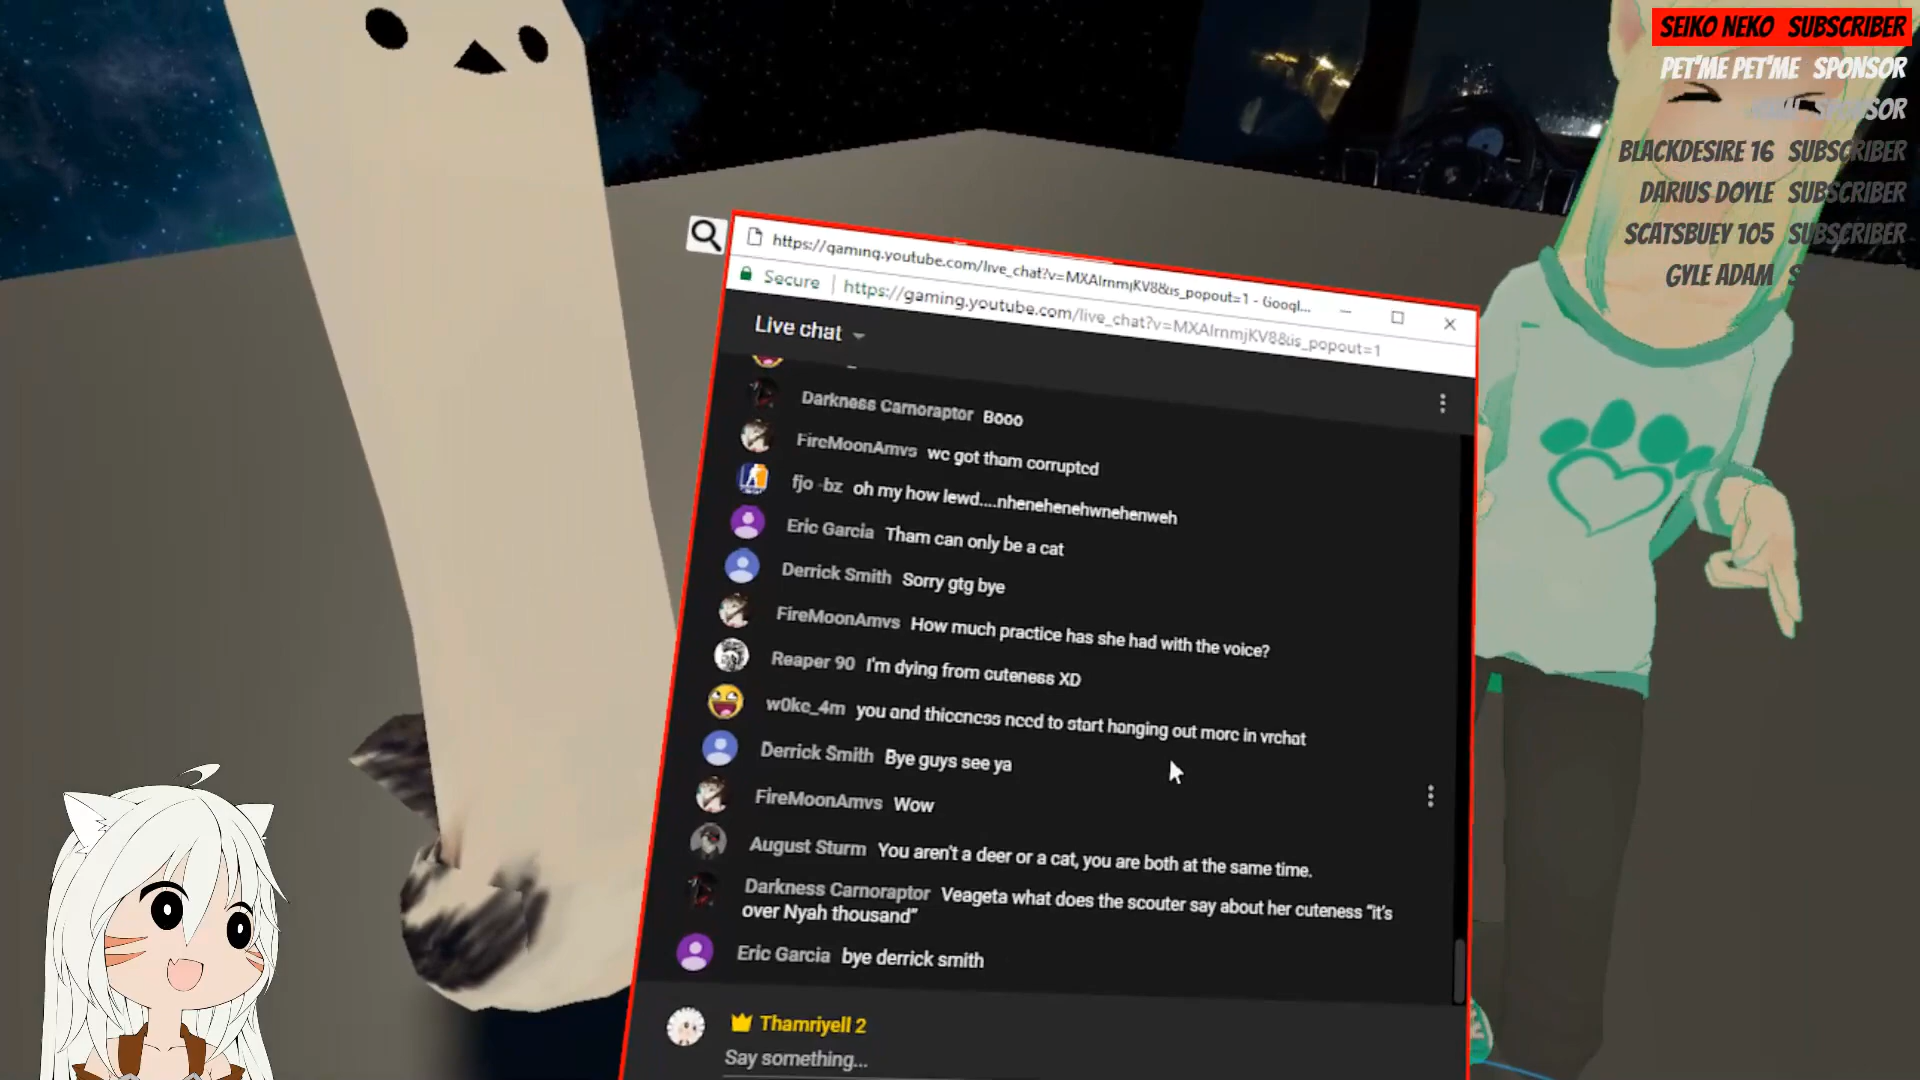 SEIKO NEKO SUBSCRIBER
PET'ME PET'ME SPONSOR
SPONSOR
BLACKDESIRE 16 SUBSCRIBER
DARIUS DOYLE SUBSCRIBER
SCATSBUEY 105 SUBSCRIBER
GYLE ADAM S
https://gaming.youtube.com/live_chat?v=MXAlrnmjKV8&is_popout=1 - Googl...
Secure https://gaming.youtube.com/live_chat?v=MXAlrnmjKV8&is_popout=1
Live chat
Darkness Carnoraptor Booo
FireMoonAmvs we got tham corrupted
fjo -bz oh my how lewd....nhenehenehwnehenweh
Eric Garcia Tham can only be a cat
Derrick Smith Sorry gtg bye
FireMoonAmvs How much practice has she had with the voice?
Reaper 90 I'm dying from cuteness XD
w0ke_4m you and thiccness need to start hanging out more in vrchat
Derrick Smith Bye guys see ya
FireMoonAmvs Wow
August Sturm You aren't a deer or a cat, you are both at the same time.
Darkness Carnoraptor Veageta what does the scouter say about her cuteness "it's
over Nyah thousand"
Eric Garcia bye derrick smith
Thamriyell 2
Say something...